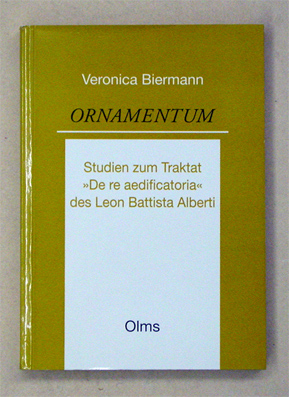 Veronica Biermann
ORNAMENTUM
Studien zum Traktat
»De re aedificatoria«
des Leon Battista Alberti
Olms